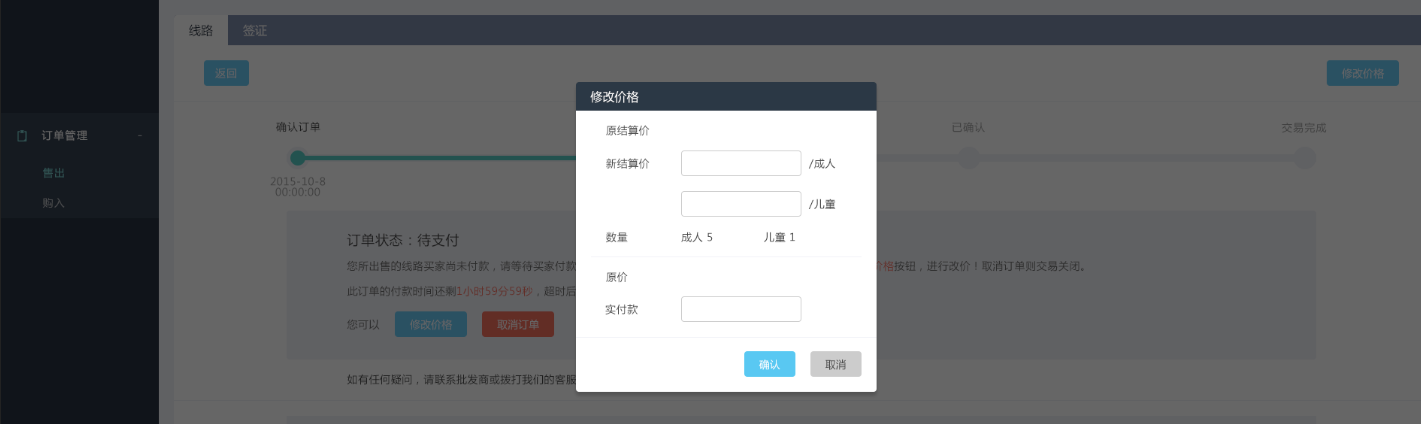 线路 签证
返回 修改价格
订单管理 -
售出
购入
确认订单 已确认 交易完成
2015-10-8
00:00:00
订单状态：待支付
您所出售的线路买家尚未付款，请等待买家付款
价格按钮，进行改价！取消订单则交易关闭。
此订单的付款时间还剩1小时59分59秒，超时后
您可以 修改价格 取消订单
如有任何疑问，请联系批发商或拨打我们的客服
修改价格
原结算价
新结算价 /成人
/儿童
数量 成人 5 儿童 1
原价
实付款
确认 取消